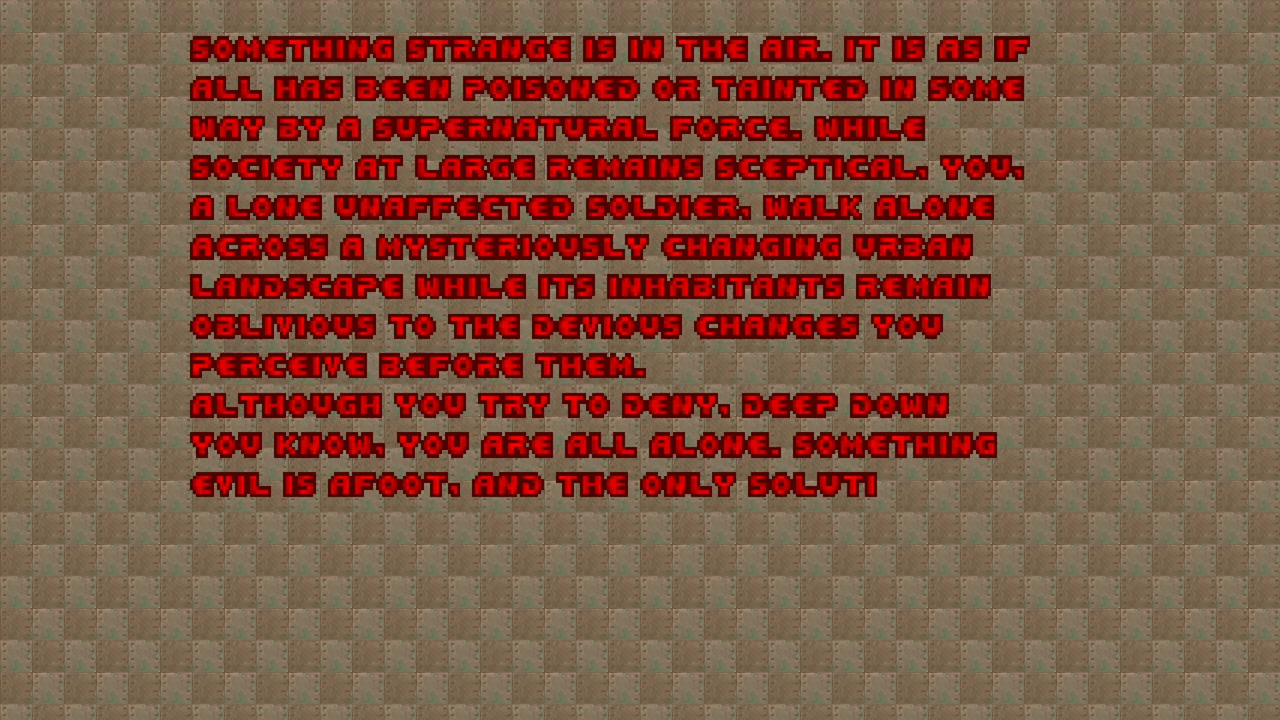 SOMETHING STRANGE IS IN THE AIR. IT IS AS IF
ALL HAS BEEN POISONED OR TAINTED IN SOME
WAY BY A SUPERNATURAL FORCE. WHILE
SOCIETY AT LARGE REMAINS SCEPTICAL, YOU,
A LONE UNAFFECTED SOLDIER, WALK ALONE
ACROSS A MYSTERIOUSLY CHANGING URBAN
LANDSCAPE WHILE ITS INHABITANTS REMAIN
OBLIVIOUS TO THE DEVIOUS CHANGES YOU
PERCEIVE BEFORE THEM.
ALTHOUGH YOU TRY TO DENY, DEEP DOWN
YOU KNOW, YOU ARE ALL ALONE. SOMETHING
EVIL IS AFOOT, AND THE ONLY SOLUTI